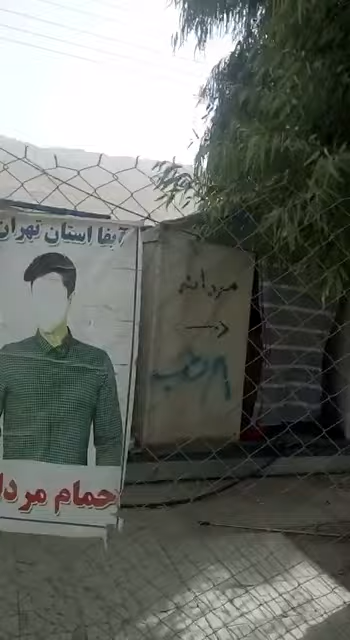 آبفا استان تهران
حمام مردا
مردانه